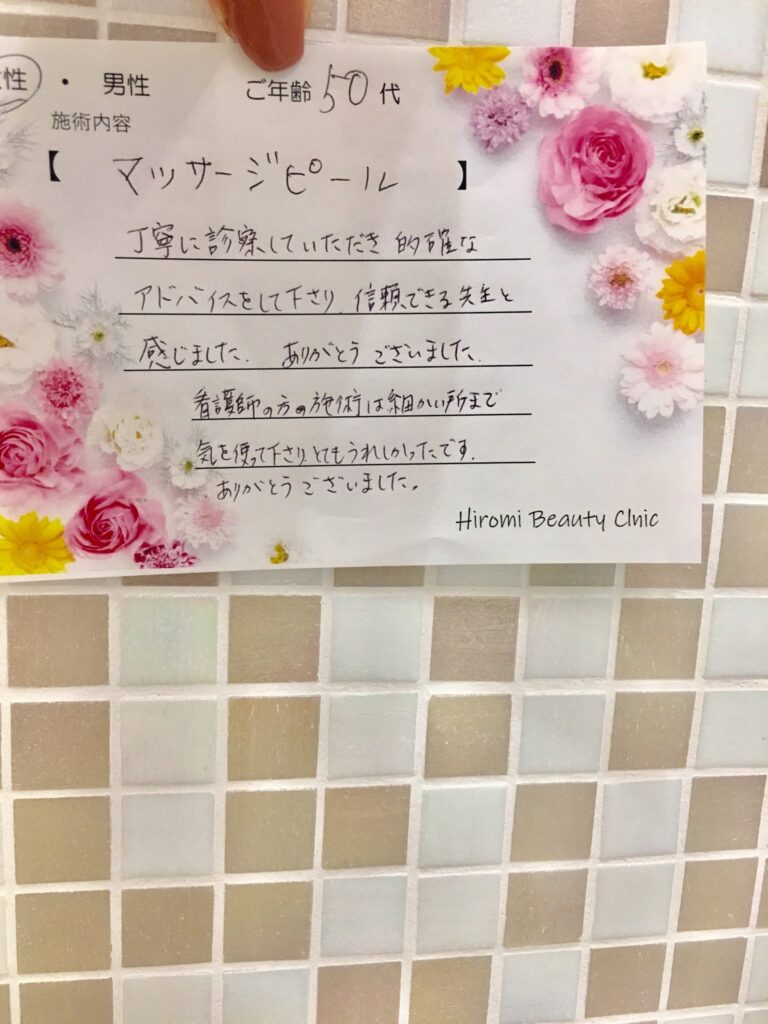 性 ・ 男性 ご年齢 50 代
施術内容
【 マッサージピール 】
丁寧に診察していただき 的確な
アドバイスをして下さり、信頼できる先生と
感じました。 ありがとう ございました。
看護師の方の施術は細かい所まで
気を使って下さり、とてもうれしかったです。
ありがとう ございました。
Hiromi Beauty Clnic